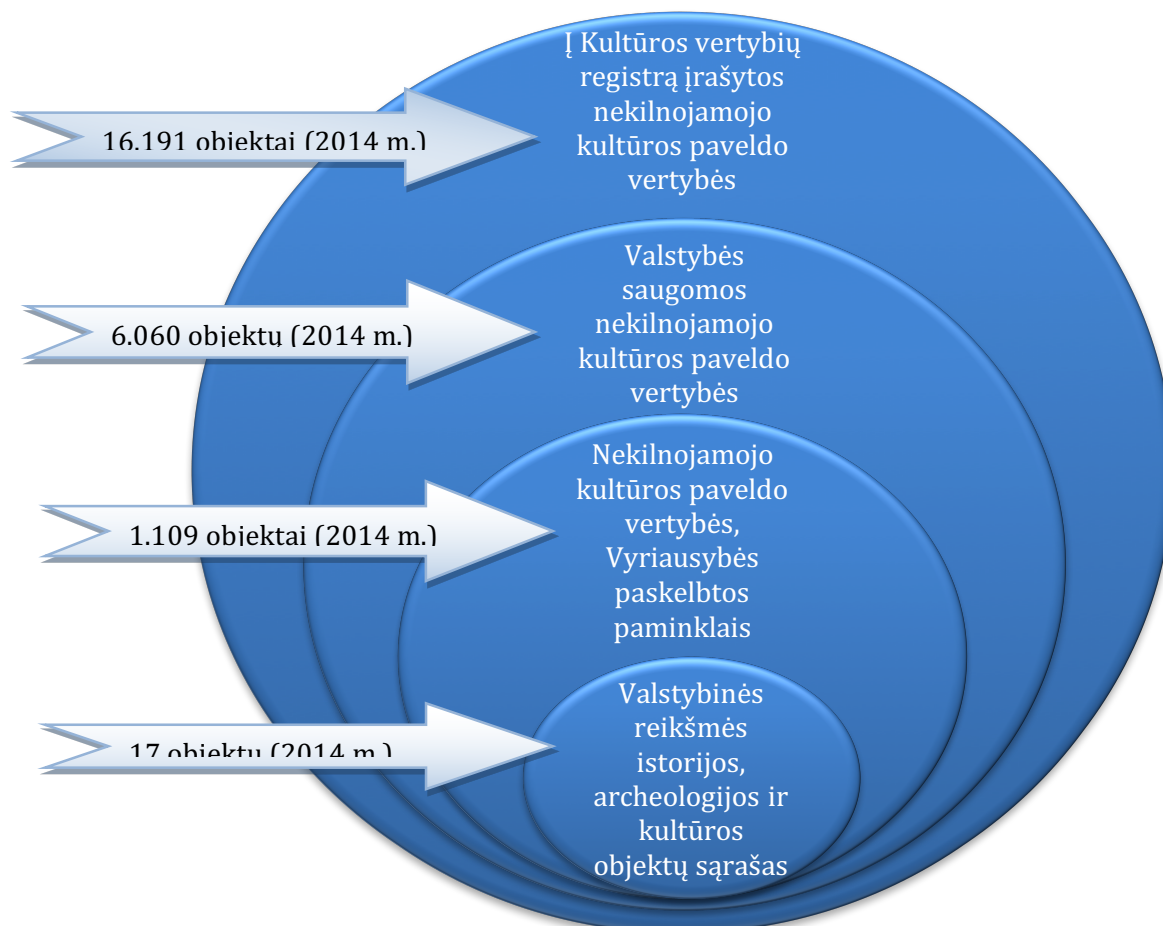 Į Kultūros vertybių
registrą įrašytos
nekilnojamojo
kultūros paveldo
vertybės
16.191 objektai (2014 m.)
Valstybės
saugomos
nekilnojamojo
kultūros paveldo
vertybės
6.060 objektų (2014 m.)
Nekilnojamojo
kultūros paveldo
vertybės,
Vyriausybės
paskelbtos
paminklais
1.109 objektai (2014 m.)
Valstybinės
reikšmės
istorijos,
archeologijos ir
kultūros
objektų sąrašas
17 objektų (2014 m.)